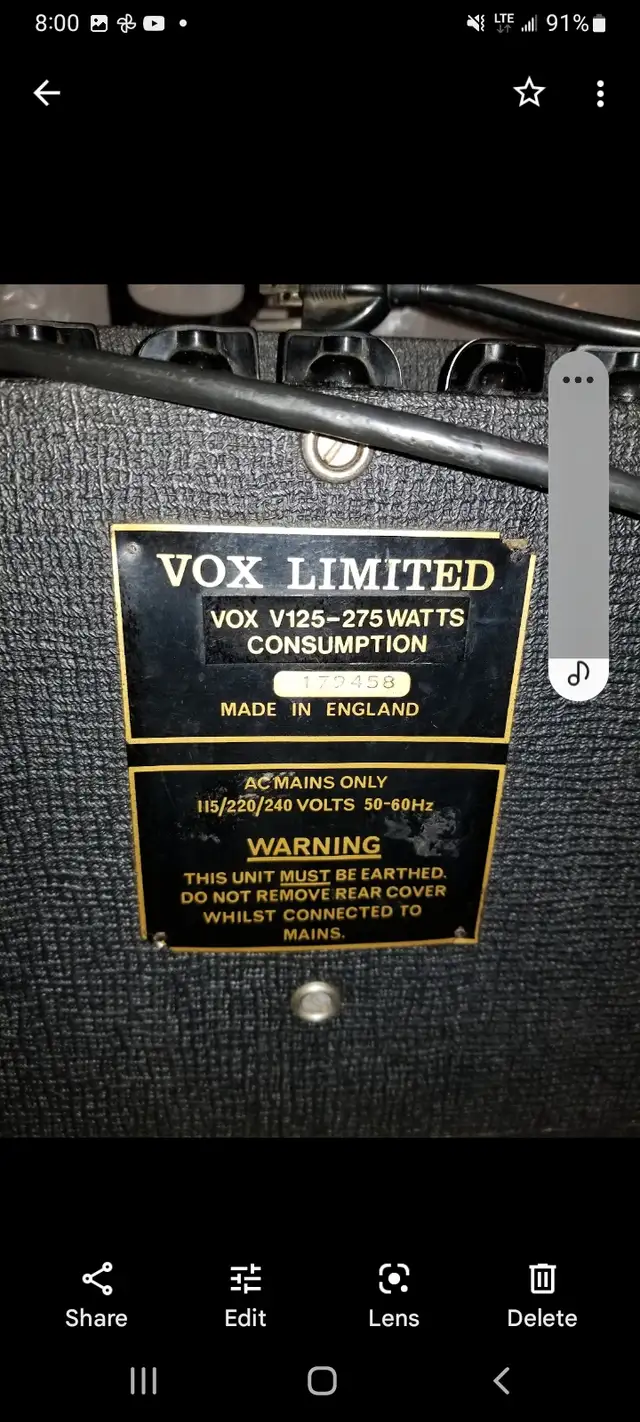 8:00
LTE
91%
VOX LIMITED
VOX V125-275 WATTS
CONSUMPTION
179458
MADE IN ENGLAND
AC MAINS ONLY
115/220/240 VOLTS 50-60Hz
WARNING
THIS UNIT MUST BE EARTHED.
DO NOT REMOVE REAR COVER
WHILST CONNECTED TO
MAINS.
Share Edit Lens Delete